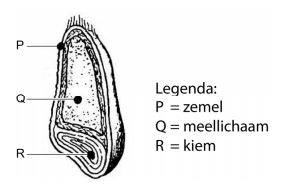 P
Q
R
Legenda:
P = zemel
Q = meellichaam
R = kiem